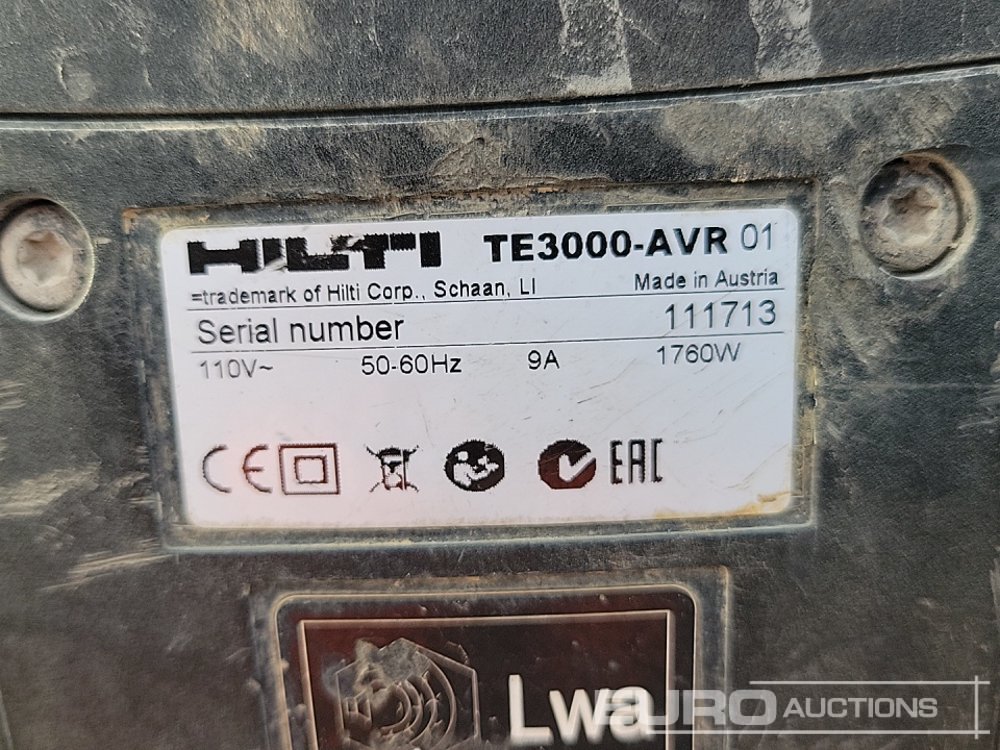 HILTI TE3000-AVR 01
=trademark of Hilti Corp., Schaan, LI Made in Austria
Serial number 111713
110V~ 50-60Hz 9A 1760W
CE EAC
Lwa
EURO AUCTIONS